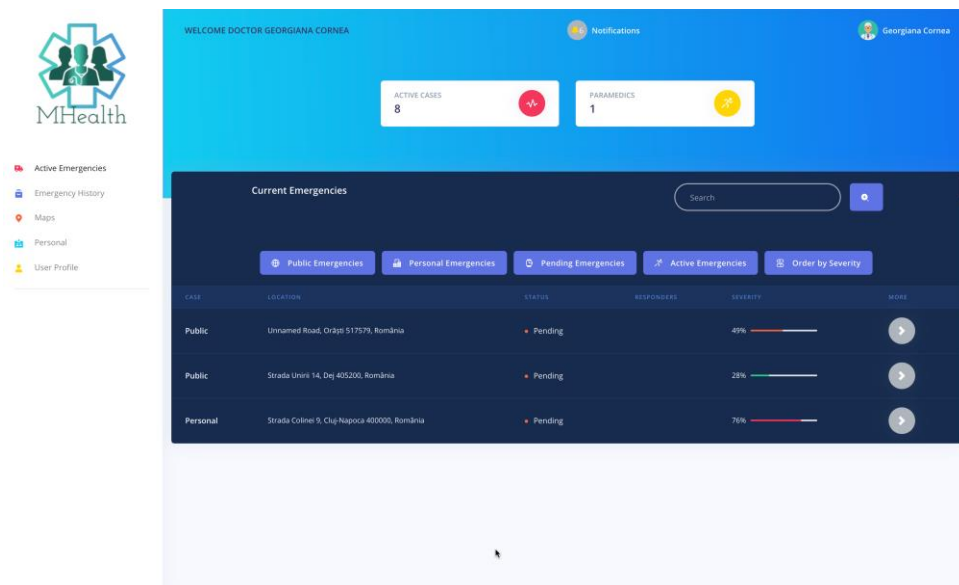 MHealth
Active Emergencies
Emergency History
Maps
Personal
User Profile
WELCOME DOCTOR GEORGIANA CORNEA
Notifications
Georgiana Cornea
ACTIVE CASES
8
PARAMEDICS
1
Current Emergencies
Search
Public Emergencies
Personal Emergencies
Pending Emergencies
Active Emergencies
Order by Severity
CASE LOCATION STATUS RESPONDERS SEVERITY MORE
Public Unnamed Road, Orăști 517579, România Pending 49%
Public Strada Unirii 14, Dej 405200, România Pending 28%
Personal Strada Colinei 9, Cluj-Napoca 400000, România Pending 76%